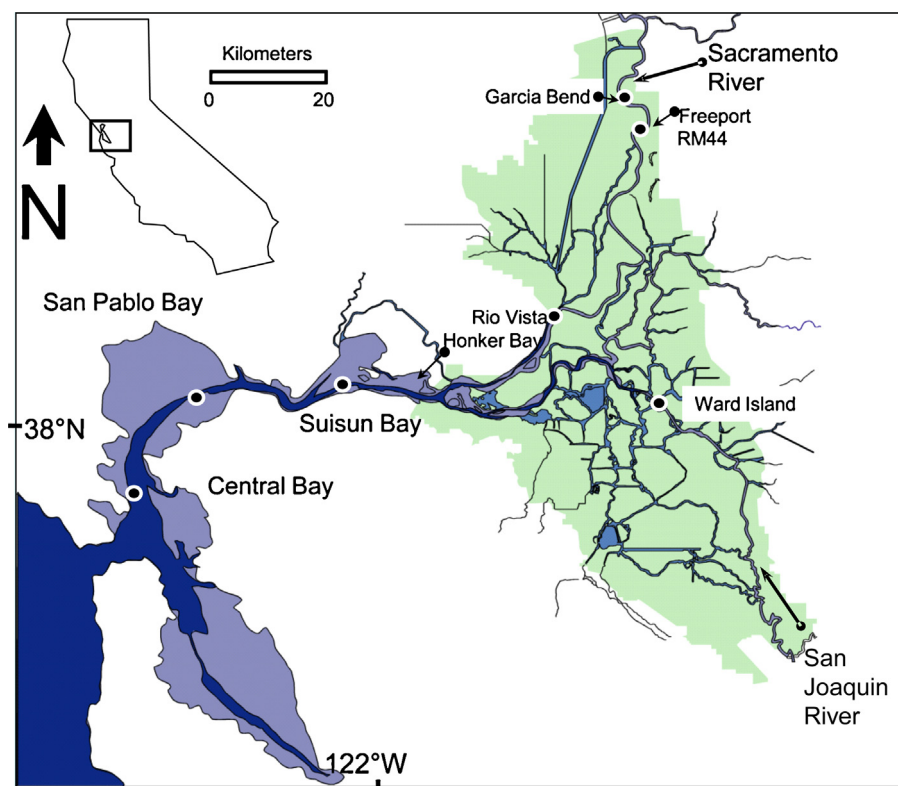 Kilometers
0 20
N
Sacramento
River
Garcia Bend
Freeport
RM44
San Pablo Bay
Rio Vista
Honker Bay
Suisun Bay
Ward Island
38°N
Central Bay
San
Joaquin
River
122°W